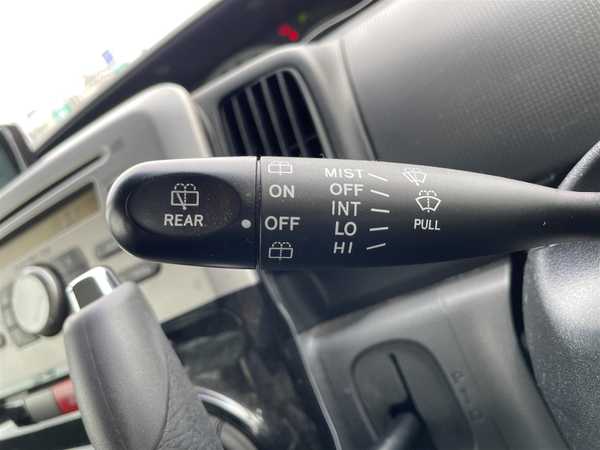 REAR
ON
OFF
MIST
OFF
INT
LO
HI
PULL